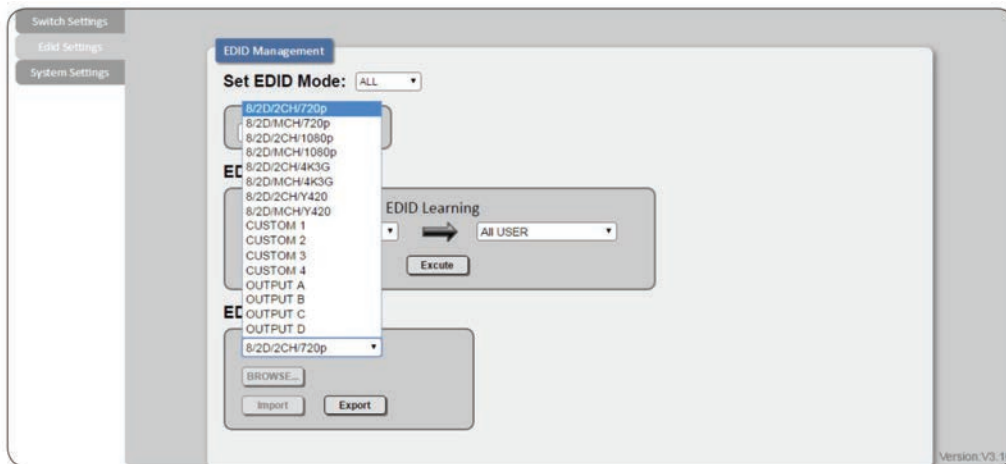 Switch Settings
Edid Settings
System Settings
EDID Management
Set EDID Mode: ALL
8/2D/2CH/720p
8/2D/MCH/720p
8/2D/2CH/1080p
8/2D/MCH/1080p
8/2D/2CH/4K3G
8/2D/MCH/4K3G
8/2D/2CH/Y420
8/2D/MCH/Y420
CUSTOM 1
CUSTOM 2
CUSTOM 3
CUSTOM 4
OUTPUT A
OUTPUT B
OUTPUT C
OUTPUT D
EDID Learning
All USER
Excute
8/2D/2CH/720p
BROWSE...
Import Export